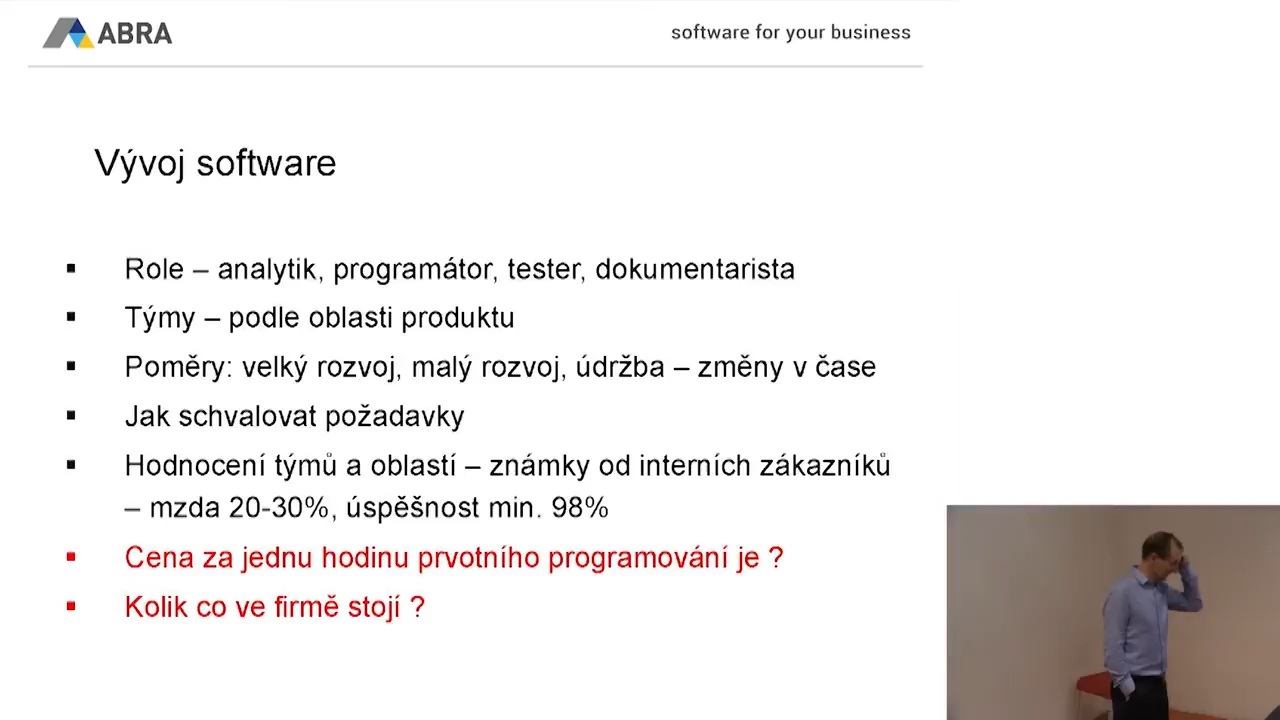 ABRA
software for your business
Vývoj software
▪ Role – analytik, programátor, tester, dokumentarista
▪ Týmy – podle oblasti produktu
▪ Poměry: velký rozvoj, malý rozvoj, údržba – změny v čase
▪ Jak schvalovat požadavky
▪ Hodnocení týmů a oblastí – známky od interních zákazníků
– mzda 20-30%, úspěšnost min. 98%
▪ Cena za jednu hodinu prvotního programování je ?
▪ Kolik co ve firmě stojí ?